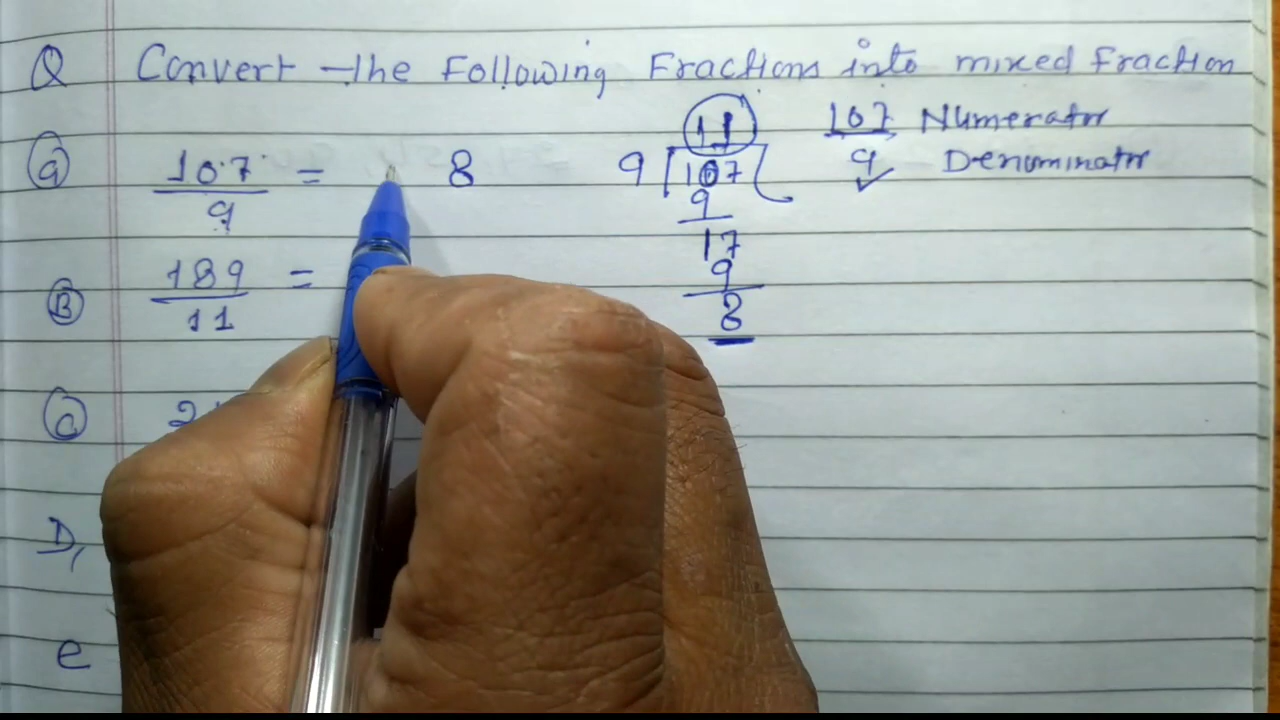 Q Convert the Following Fractions into mixed Fraction
11 107 Numerator
a 107 = 8 9 107 9 Denominator
9 9
17
B 189 = 9
11 8
C 2
D,
e